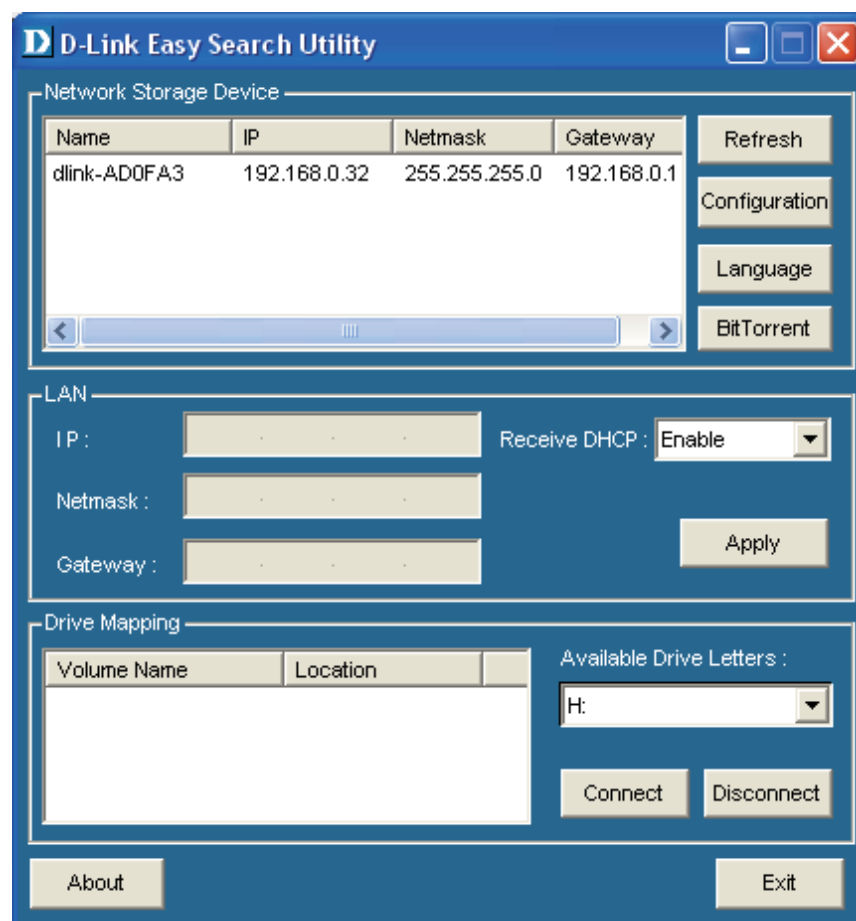 D D-Link Easy Search Utility
Network Storage Device
Name IP Netmask Gateway
dlink-AD0FA3 192.168.0.32 255.255.255.0 192.168.0.1
Refresh
Configuration
Language
BitTorrent
LAN
IP :
Receive DHCP : Enable
Netmask :
Gateway :
Apply
Drive Mapping
Volume Name Location
Available Drive Letters :
H:
Connect Disconnect
About Exit